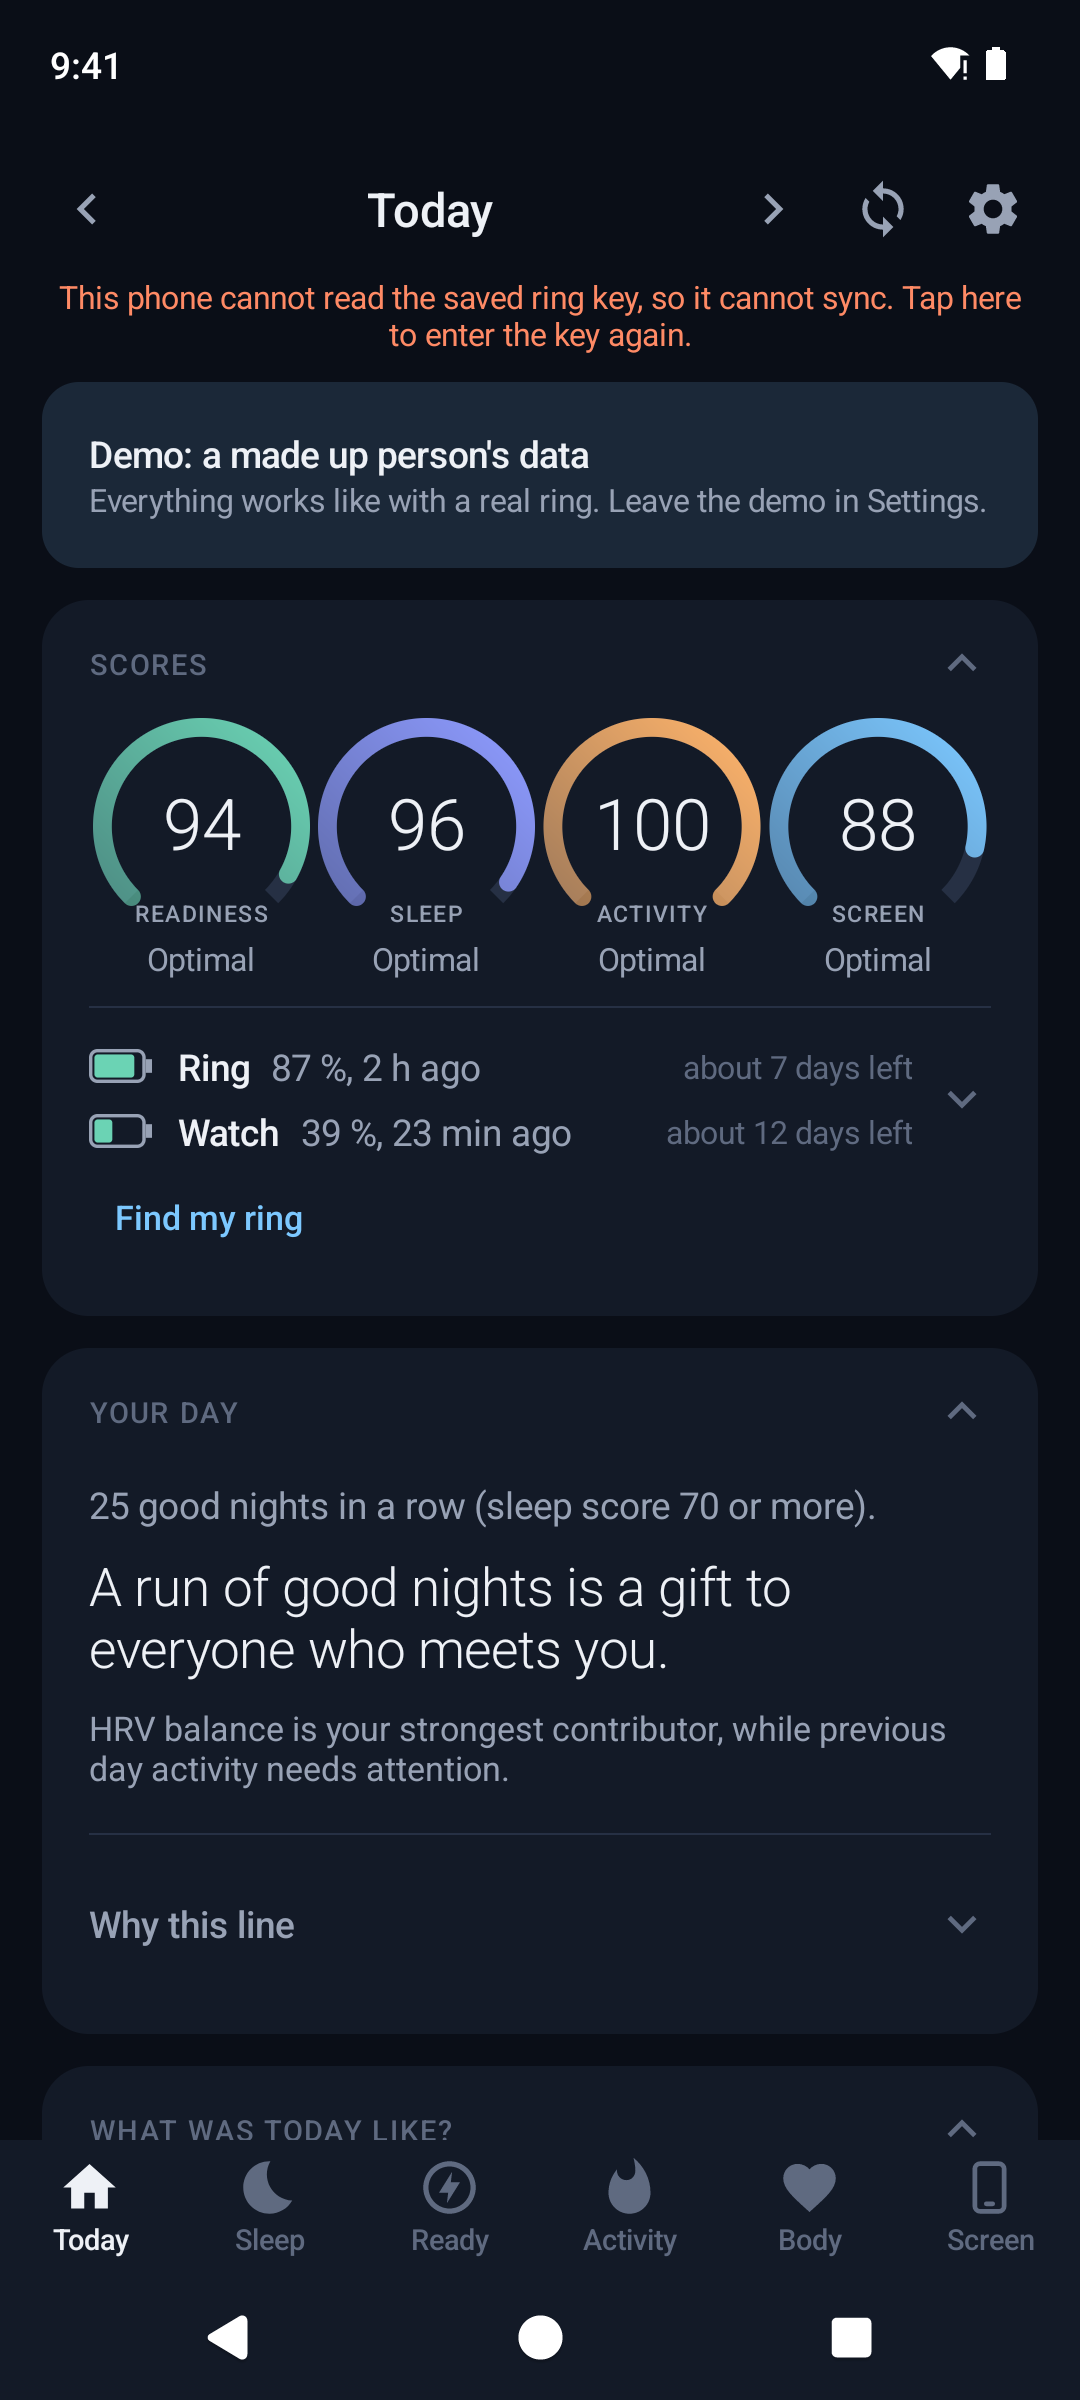 9:41
Today
This phone cannot read the saved ring key, so it cannot sync. Tap here
to enter the key again.
Demo: a made up person's data
Everything works like with a real ring. Leave the demo in Settings.
SCORES
94
96
100
88
READINESS
SLEEP
ACTIVITY
SCREEN
Optimal
Optimal
Optimal
Optimal
Ring 87 %, 2 h ago about 7 days left
Watch 39 %, 23 min ago about 12 days left
Find my ring
YOUR DAY
25 good nights in a row (sleep score 70 or more).
A run of good nights is a gift to
everyone who meets you.
HRV balance is your strongest contributor, while previous
day activity needs attention.
Why this line
WHAT WAS TODAY LIKE?
Today
Sleep
Ready
Activity
Body
Screen